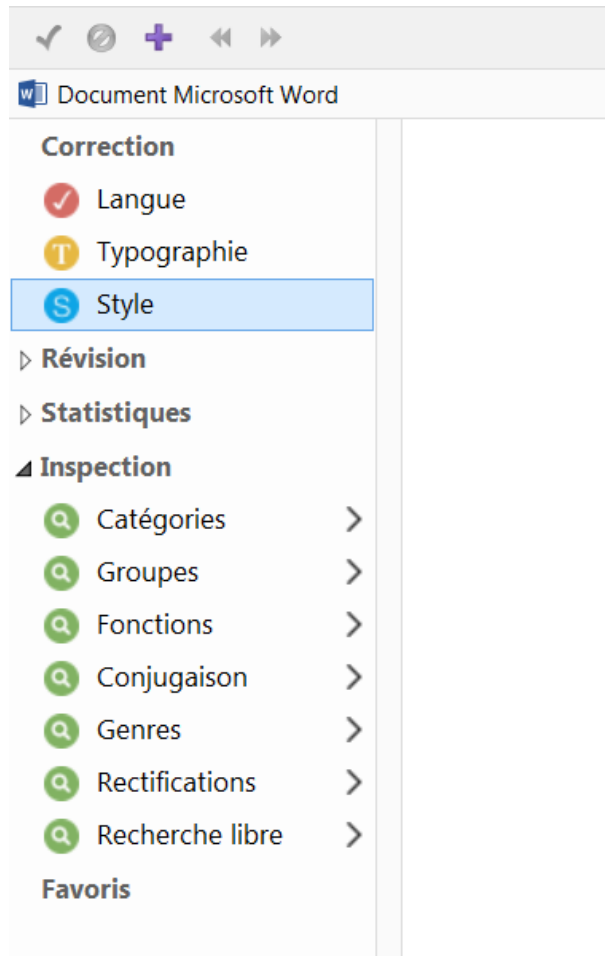 Document Microsoft Word
Correction
Langue
Typographie
Style
Révision
Statistiques
Inspection
Catégories
Groupes
Fonctions
Conjugaison
Genres
Rectifications
Recherche libre
Favoris